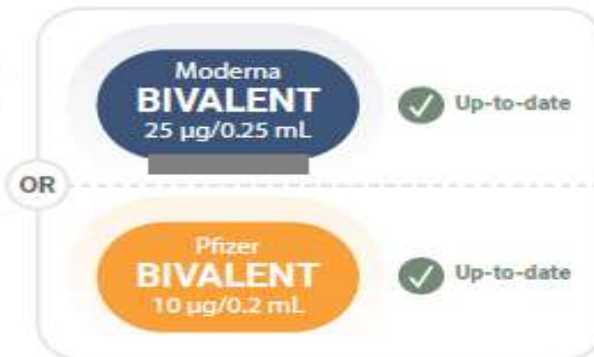 Moderna
BIVALENT
25 µg/0.25 mL
Up-to-date
OR
Pfizer
BIVALENT
10 µg/0.2 mL
Up-to-date